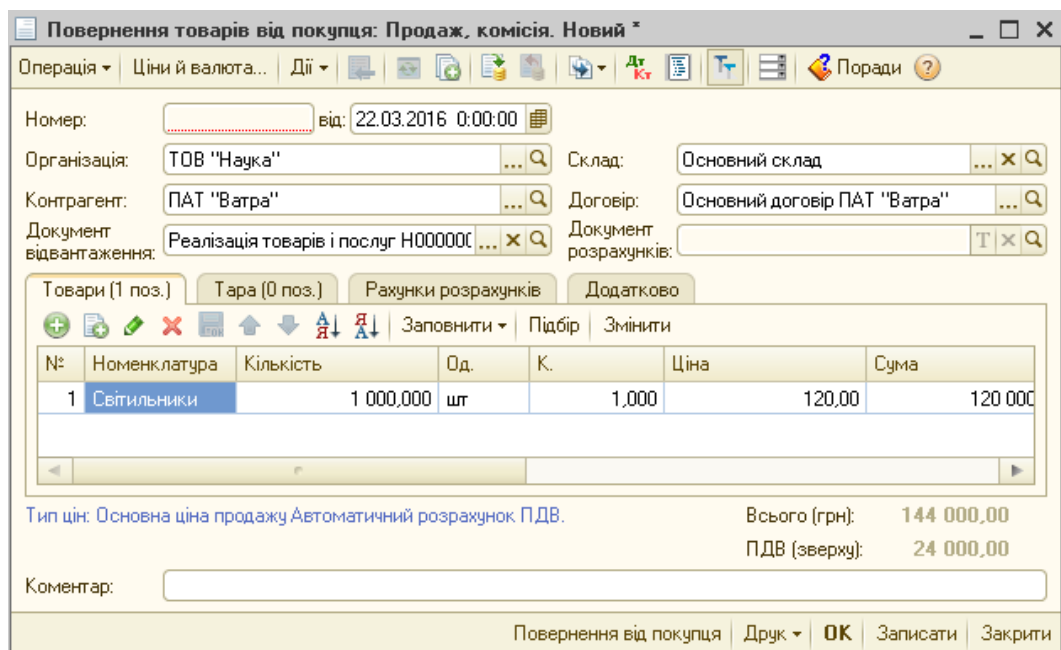 Повернення товарів від покупця: Продаж, комісія. Новий *
Операція Ціни й валюта... Дії Дт Кт Поради
Номер: від: 22.03.2016 0:00:00
Організація: ТОВ "Наука" ... Склад: Основний склад ...
Контрагент: ПАТ "Ватра" ... Договір: Основний договір ПАТ "Ватра" ...
Документ відвантаження: Реалізація товарів і послуг Н000000 ... Документ розрахунків: T
Товари (1 поз.) Тара (0 поз.) Рахунки розрахунків Додатково
Заповнити Підбір Змінити
№ Номенклатура Кількість Од. К. Ціна Сума
1 Світильники 1 000,000 шт 1,000 120,00 120 000
Тип цін: Основна ціна продажу Автоматичний розрахунок ПДВ. Всього (грн): 144 000,00
ПДВ (зверху): 24 000,00
Коментар:
Повернення від покупця Друк ОК Записати Закрити